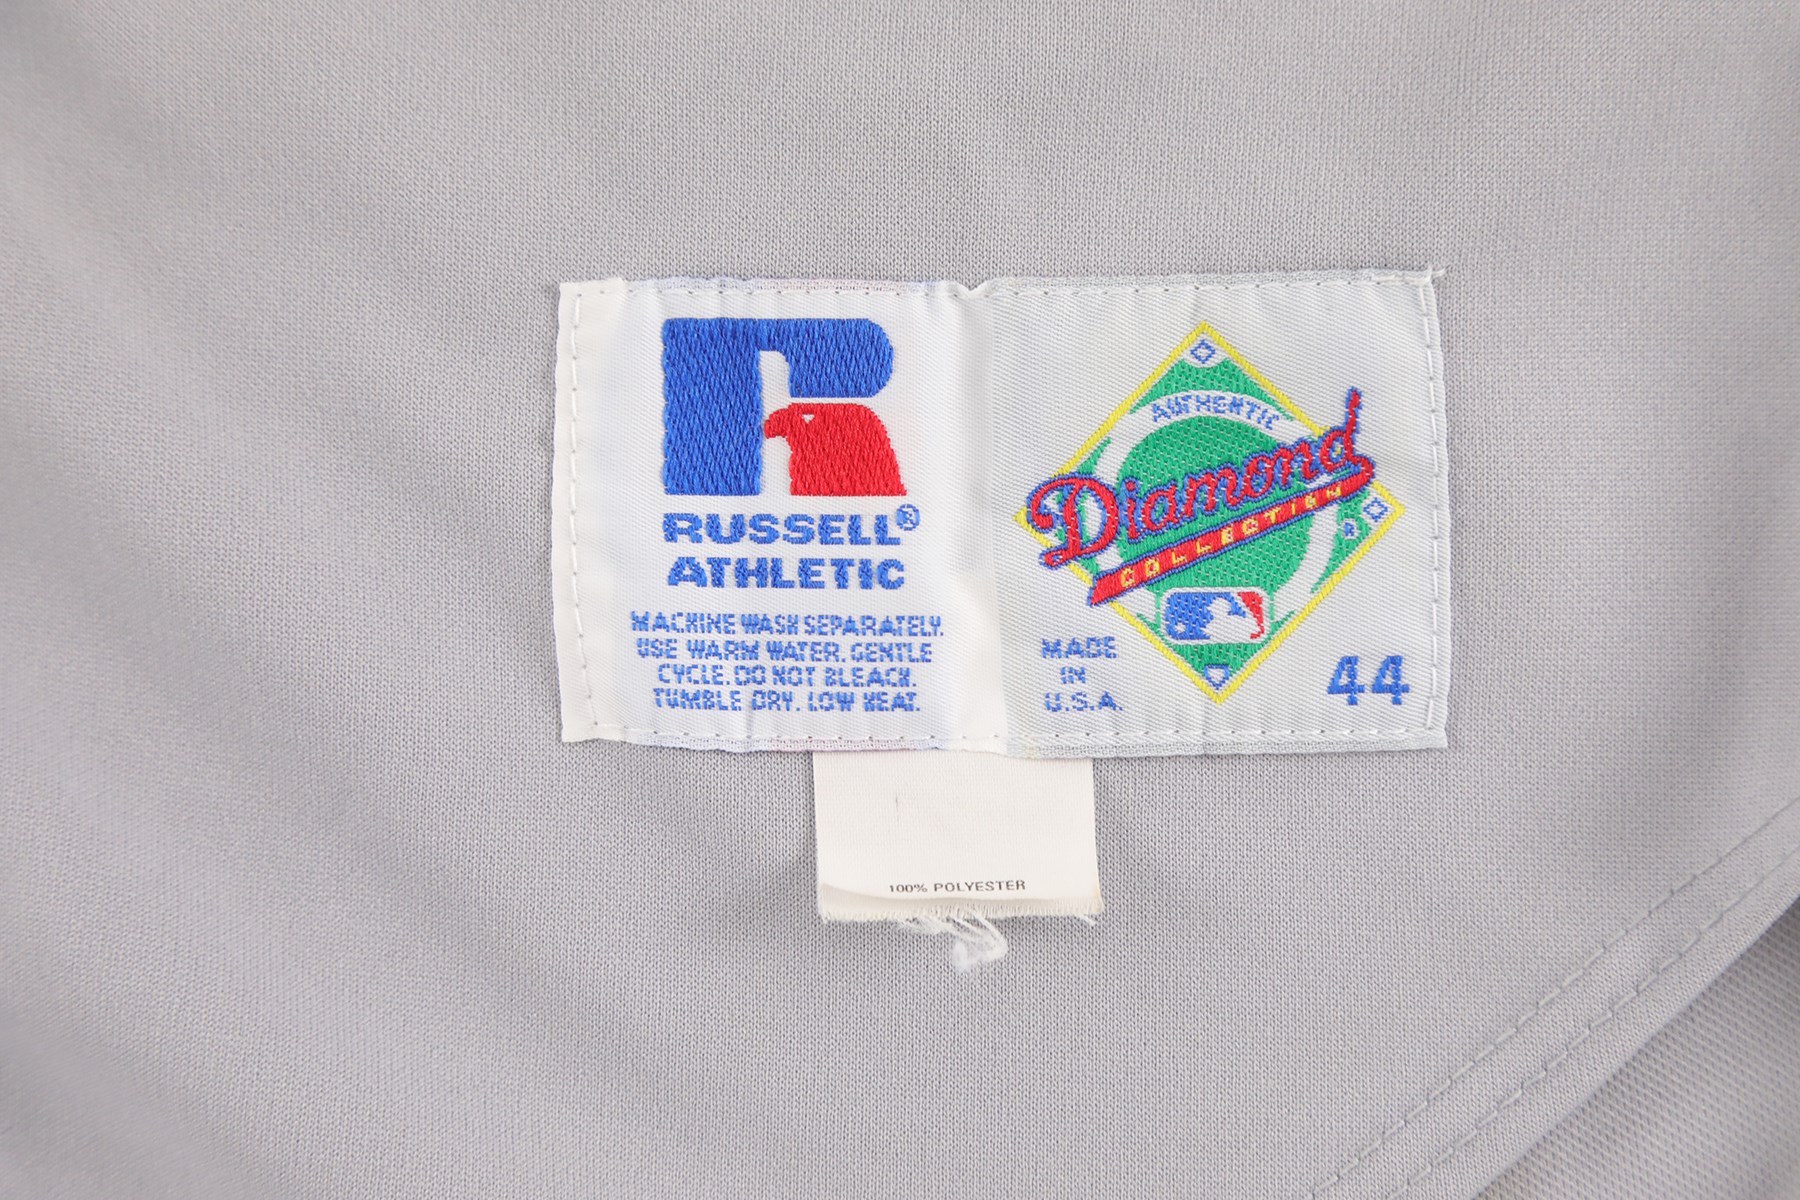 RUSSELL®
ATHLETIC
MACHINE WASH SEPARATELY.
USE WARM WATER. GENTLE
CYCLE. DO NOT BLEACH.
TUMBLE DRY. LOW HEAT.
AUTHENTIC
Diamond
COLLECTION
MADE
IN
U.S.A.
44
100% POLYESTER